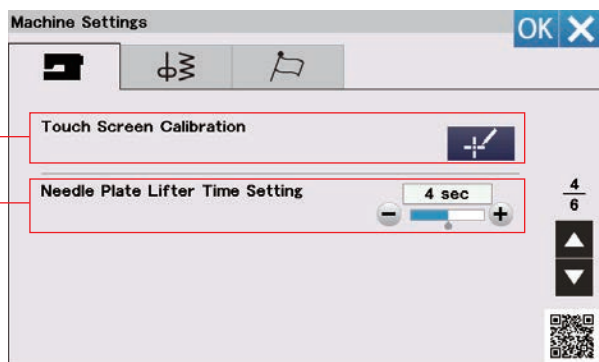 Machine Settings
OK
Touch Screen Calibration
Needle Plate Lifter Time Setting
4 sec
4
6